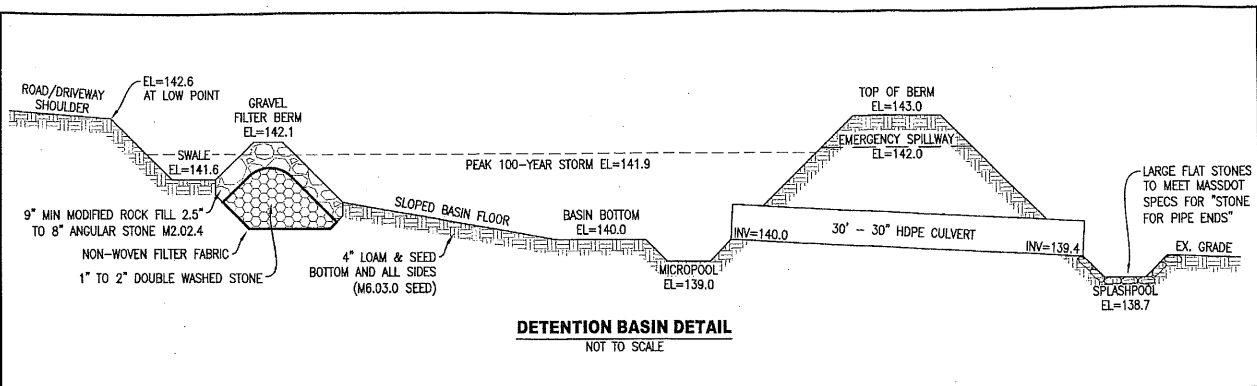 ROAD/DRIVEWAY
SHOULDER
EL=142.6
AT LOW POINT
GRAVEL
FILTER BERM
EL=142.1
SWALE
EL=141.6
9" MIN MODIFIED ROCK FILL 2.5"
TO 8" ANGULAR STONE M2.02.4
NON-WOVEN FILTER FABRIC
1" TO 2" DOUBLE WASHED STONE
PEAK 100-YEAR STORM EL=141.9
SLOPED BASIN FLOOR
4" LOAM & SEED
BOTTOM AND ALL SIDES
(M6.03.0 SEED)
BASIN BOTTOM
EL=140.0
MICROPOOL
EL=139.0
TOP OF BERM
EL=143.0
EMERGENCY SPILLWAY
EL=142.0
INV=140.0
30' - 30" HDPE CULVERT
INV=139.4
LARGE FLAT STONES
TO MEET MASSDOT
SPECS FOR "STONE
FOR PIPE ENDS"
EX. GRADE
SPLASHPOOL
EL=138.7
DETENTION BASIN DETAIL
NOT TO SCALE